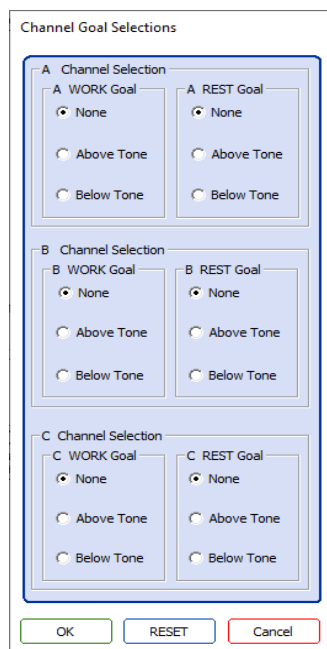 Channel Goal Selections
A Channel Selection
A WORK Goal A REST Goal
None None
Above Tone Above Tone
Below Tone Below Tone
B Channel Selection
B WORK Goal B REST Goal
None None
Above Tone Above Tone
Below Tone Below Tone
C Channel Selection
C WORK Goal C REST Goal
None None
Above Tone Above Tone
Below Tone Below Tone
OK RESET Cancel